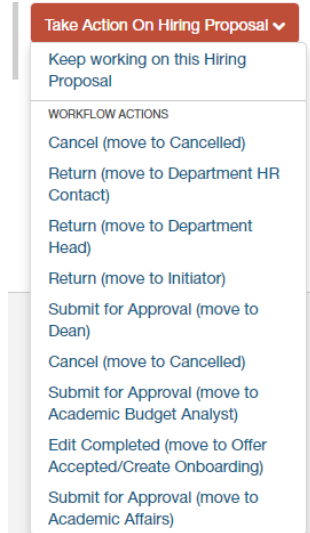 Take Action On Hiring Proposal
Keep working on this Hiring
Proposal
WORKFLOW ACTIONS
Cancel (move to Cancelled)
Return (move to Department HR
Contact)
Return (move to Department
Head)
Return (move to Initiator)
Submit for Approval (move to
Dean)
Cancel (move to Cancelled)
Submit for Approval (move to
Academic Budget Analyst)
Edit Completed (move to Offer
Accepted/Create Onboarding)
Submit for Approval (move to
Academic Affairs)